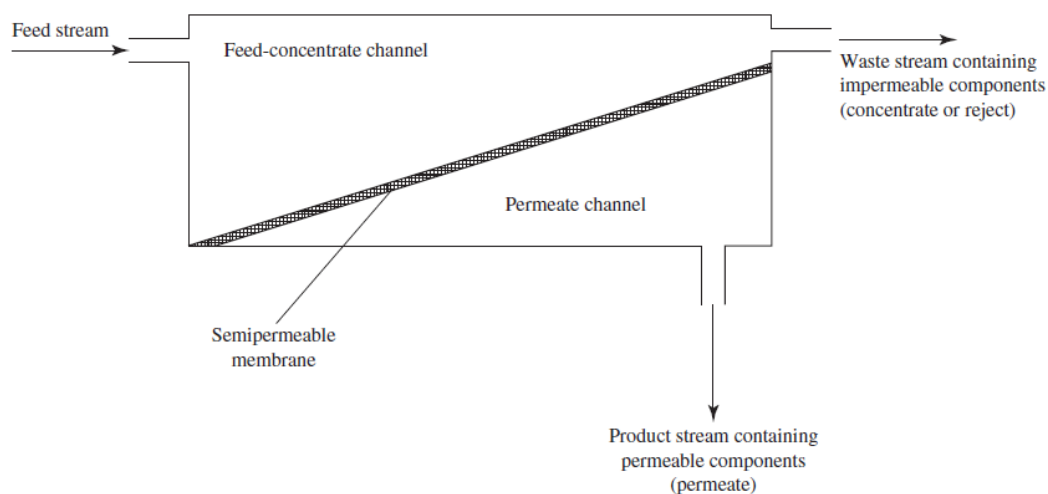 Feed stream
Feed-concentrate channel
Waste stream containing
impermeable components
(concentrate or reject)
Permeate channel
Semipermeable
membrane
Product stream containing
permeable components
(permeate)